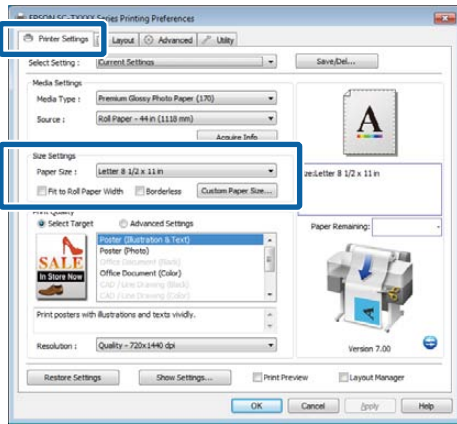 EPSON SC-TXXXX Series Printing Preferences
Printer Settings Layout Advanced Utility
Select Setting : Current Settings Save/Del...
Media Settings
Media Type : Premium Glossy Photo Paper (170)
Source : Roll Paper - 44 in (1118 mm)
Acquire Info
A
Size Settings
Paper Size : Letter 8 1/2 x 11 in
ze:Letter 8 1/2 x 11 in
Fit to Roll Paper Width Borderless Custom Paper Size...
Print Quality
Select Target Advanced Settings
Paper Remaining:
SALE
In Store Now
Poster (Illustration & Text)
Poster (Photo)
Office Document (Black)
Office Document (Color)
CAD / Line Drawing (Black)
CAD / Line Drawing (Color)
Print posters with illustrations and texts vividly.
Resolution : Quality - 720x1440 dpi
Version 7.00
Restore Settings Show Settings... Print Preview Layout Manager
OK Cancel Apply Help